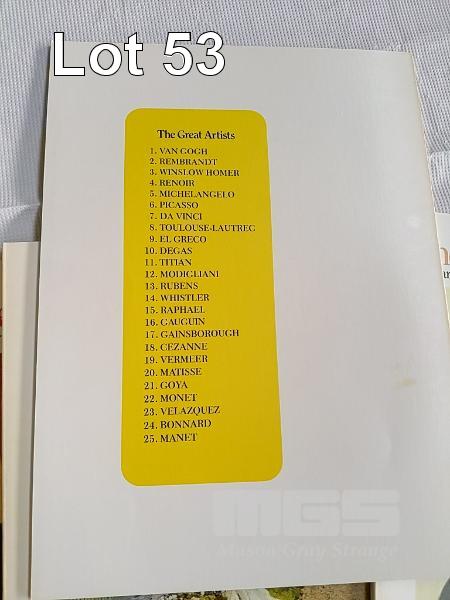 Lot 53
The Great Artists
1. VAN GOGH
2. REMBRANDT
3. WINSLOW HOMER
4. RENOIR
5. MICHELANGELO
6. PICASSO
7. DA VINCI
8. TOULOUSE-LAUTREC
9. EL GRECO
10. DEGAS
11. TITIAN
12. MODIGLIANI
13. RUBENS
14. WHISTLER
15. RAPHAEL
16. GAUGUIN
17. GAINSBOROUGH
18. CEZANNE
19. VERMEER
20. MATISSE
21. GOYA
22. MONET
23. VELAZQUEZ
24. BONNARD
25. MANET
MGS
Mason Gray Strange